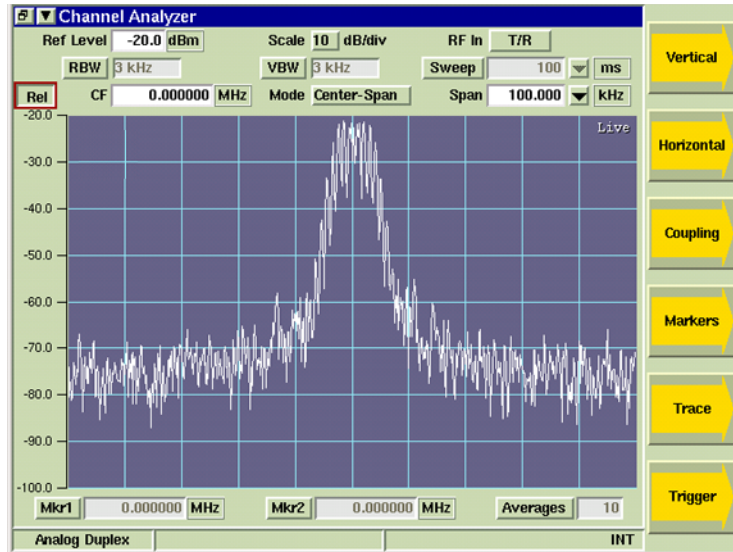 Channel Analyzer
Ref Level -20.0 dBm Scale 10 dB/div RF In T/R
RBW 3 kHz VBW 3 kHz Sweep 100 ms
Rel CF 0.000000 MHz Mode Center-Span Span 100.000 kHz
Live
-20.0
-30.0
-40.0
-50.0
-60.0
-70.0
-80.0
-90.0
-100.0
Mkr1 0.000000 MHz Mkr2 0.000000 MHz Averages 10
Analog Duplex INT
Vertical
Horizontal
Coupling
Markers
Trace
Trigger